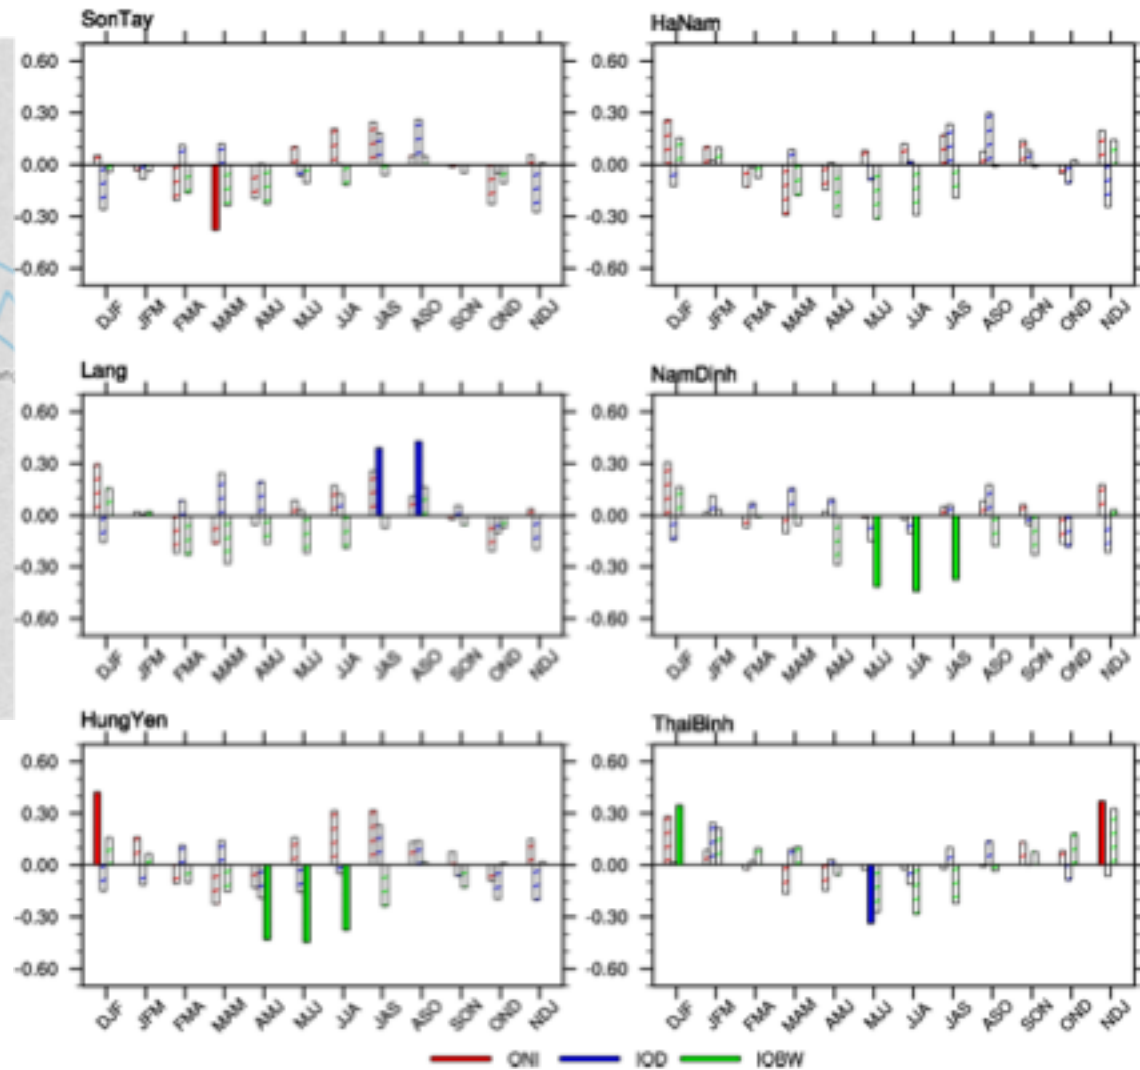 SonTay
HaNam
0.60 0.60
0.30 0.30
0.00 0.00
-0.30 -0.30
-0.60 -0.60
DJF JFM FMA MAM AMJ MJJ JJA JAS ASO SON OND NDJ DJF JFM FMA MAM AMJ MJJ JJA JAS ASO SON OND NDJ
Lang
NamDinh
0.60 0.60
0.30 0.30
0.00 0.00
-0.30 -0.30
-0.60 -0.60
DJF JFM FMA MAM AMJ MJJ JJA JAS ASO SON OND NDJ DJF JFM FMA MAM AMJ MJJ JJA JAS ASO SON OND NDJ
HungYen
ThaiBinh
0.60 0.60
0.30 0.30
0.00 0.00
-0.30 -0.30
-0.60 -0.60
DJF JFM FMA MAM AMJ MJJ JJA JAS ASO SON OND NDJ DJF JFM FMA MAM AMJ MJJ JJA JAS ASO SON OND NDJ
ONI IOD IOBW